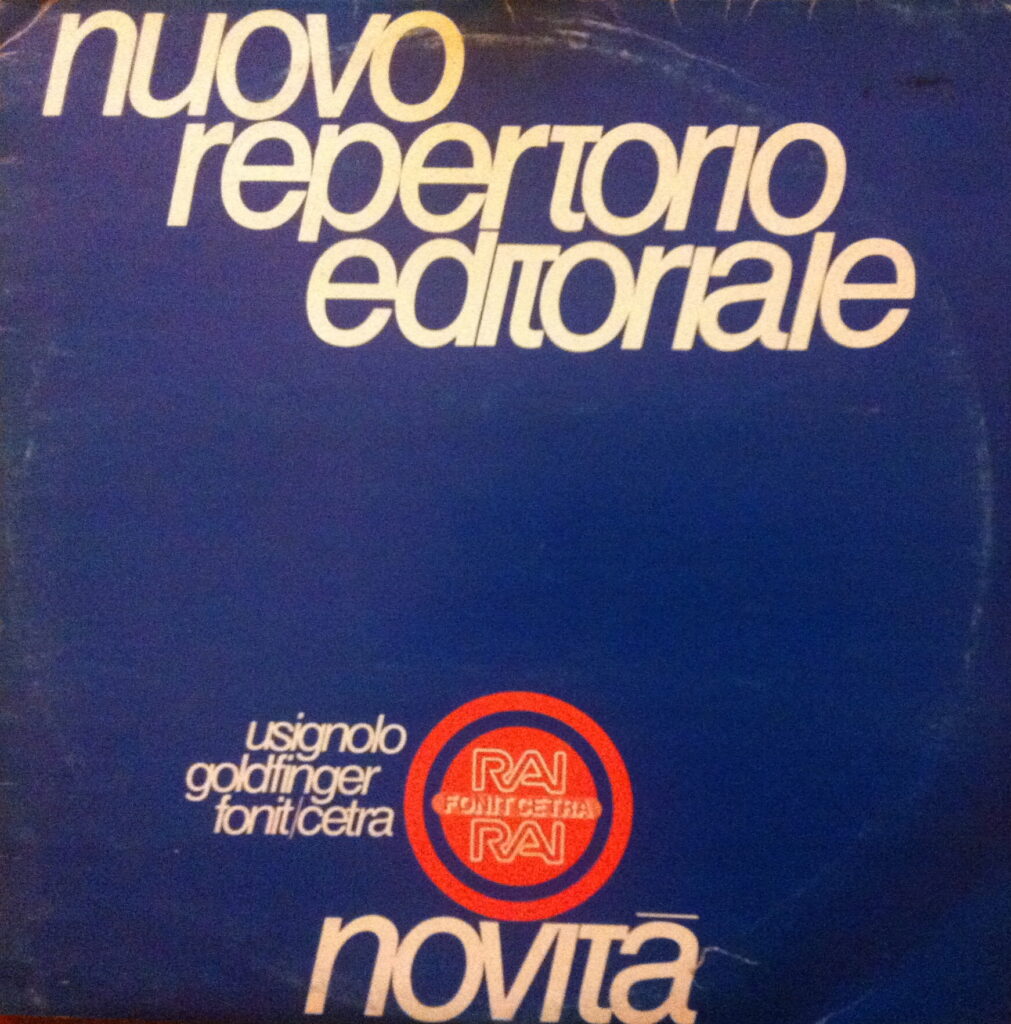 nuovo
repertorio
editoriale
usignolo
goldfinger
fonit/cetra
RAI
FONIT CETRA
RAI
novità